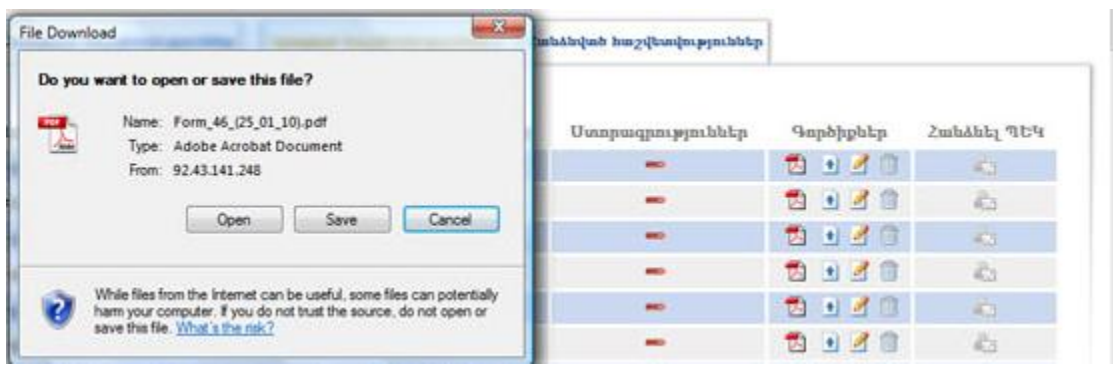 File Download
հանձնված հաշվետվություններ
Do you want to open or save this file?
Name: Form_46_(25_01_10).pdf
Type: Adobe Acrobat Document
From: 92.43.141.248
Open Save Cancel
While files from the Internet can be useful, some files can potentially
harm your computer. If you do not trust the source, do not open or
save this file. What's the risk?
Ստորագրություններ Գործիքներ Հանձնել ՊԵԿ